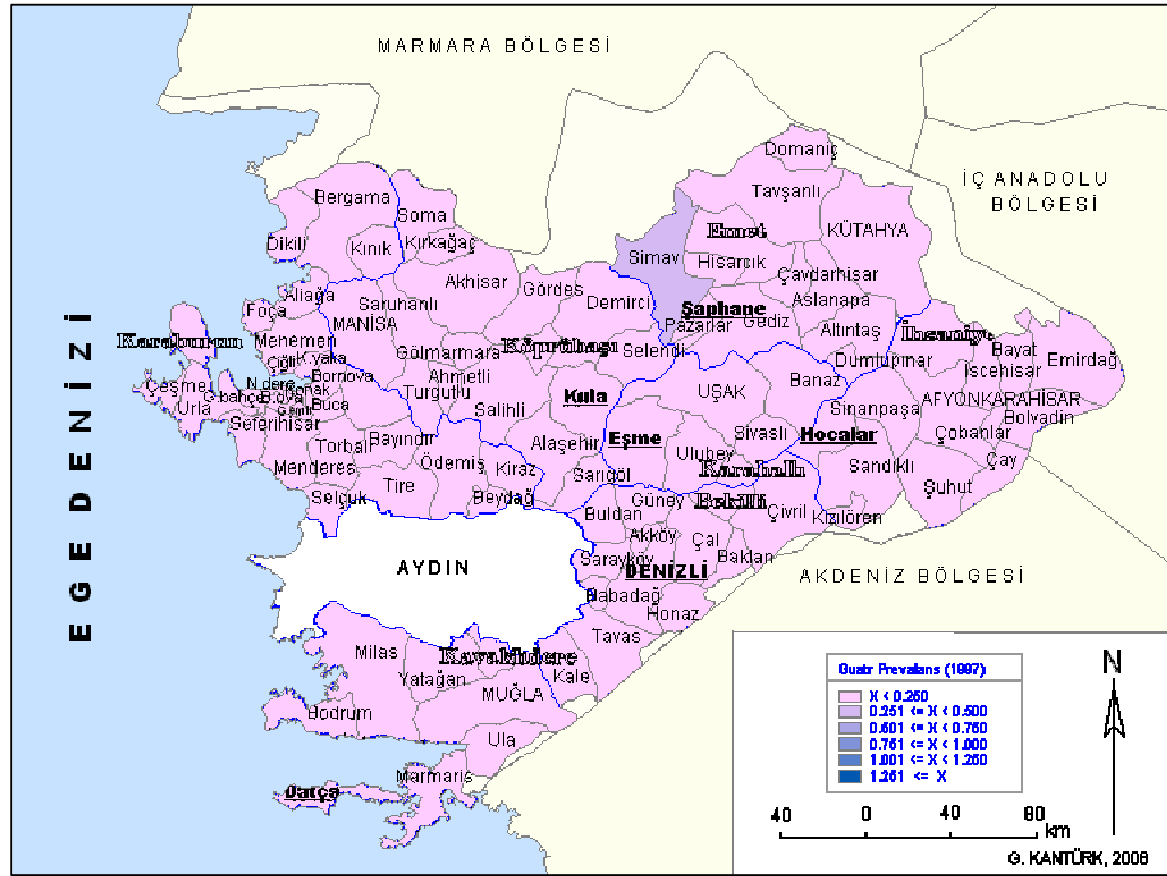 MARMARA BÖLGESİ
İÇ ANADOLU
BÖLGESİ
EGE DENİZİ
AKDENİZ BÖLGESİ
Domaniç
Tavşanlı
Emet
KÜTAHYA
Simav
Hisarcık
Çavdarhisar
Aslanapa
Şaphane
Pazarlar
Gediz
Altıntaş
Dumlupınar
Bergama
Soma
Dikili
Kınık
Kırkağaç
Akhisar
Gördes
Demirci
Aliağa
Saruhanlı
Foça
MANİSA
Karaburun
Menemen
Gölmarmara
Köprübaşı
Selendi
Çiğli
K.yaka
Bornova
Ahmetli
Turgutlu
Salihli
Kula
Çeşme
Urla
N.dere
Buca
Seferihisar
Torbalı
Bayındır
Alaşehir
Menderes
Ödemiş
Kiraz
Sarıgöl
Tire
Selçuk
Beydağ
UŞAK
Banaz
Eşme
Sivaslı
Ulubey
Karahallı
İhsaniye
Bayat
İscehisar
Emirdağ
AFYONKARAHİSAR
Sinanpaşa
Bolvadin
Hocalar
Çobanlar
Sandıklı
Çay
Şuhut
Kızılören
Güney
Bekilli
Çivril
Buldan
Akköy
Çal
Baklan
Sarayköy
DENİZLİ
Babadağ
Honaz
Tavas
Kale
AYDIN
Milas
Kavaklıdere
Yatağan
MUĞLA
Bodrum
Ula
Marmaris
Datça
Guatr Prevalans (1997)
X < 0.250
0.251 <= X < 0.500
0.501 <= X < 0.750
0.751 <= X < 1.000
1.001 <= X < 1.250
1.251 <= X
N
40 0 40 80
km
G. KANTÜRK, 2008